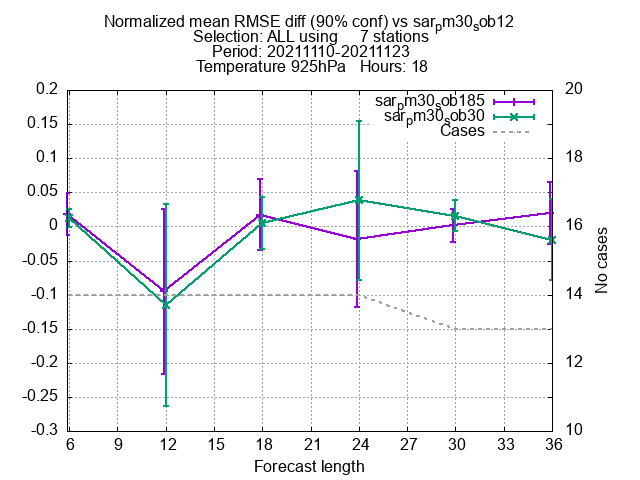 Normalized mean RMSE diff (90% conf) vs sarpm30sob12
Selection: ALL using 7 stations
Period: 20211110-20211123
Temperature 925hPa Hours: 18
sarpm30sob185
sarpm30sob30
Cases
0.2
0.15
0.1
0.05
0
-0.05
-0.1
-0.15
-0.2
-0.25
-0.3
20
18
16
14
12
10
No cases
6 9 12 15 18 21 24 27 30 33 36
Forecast length